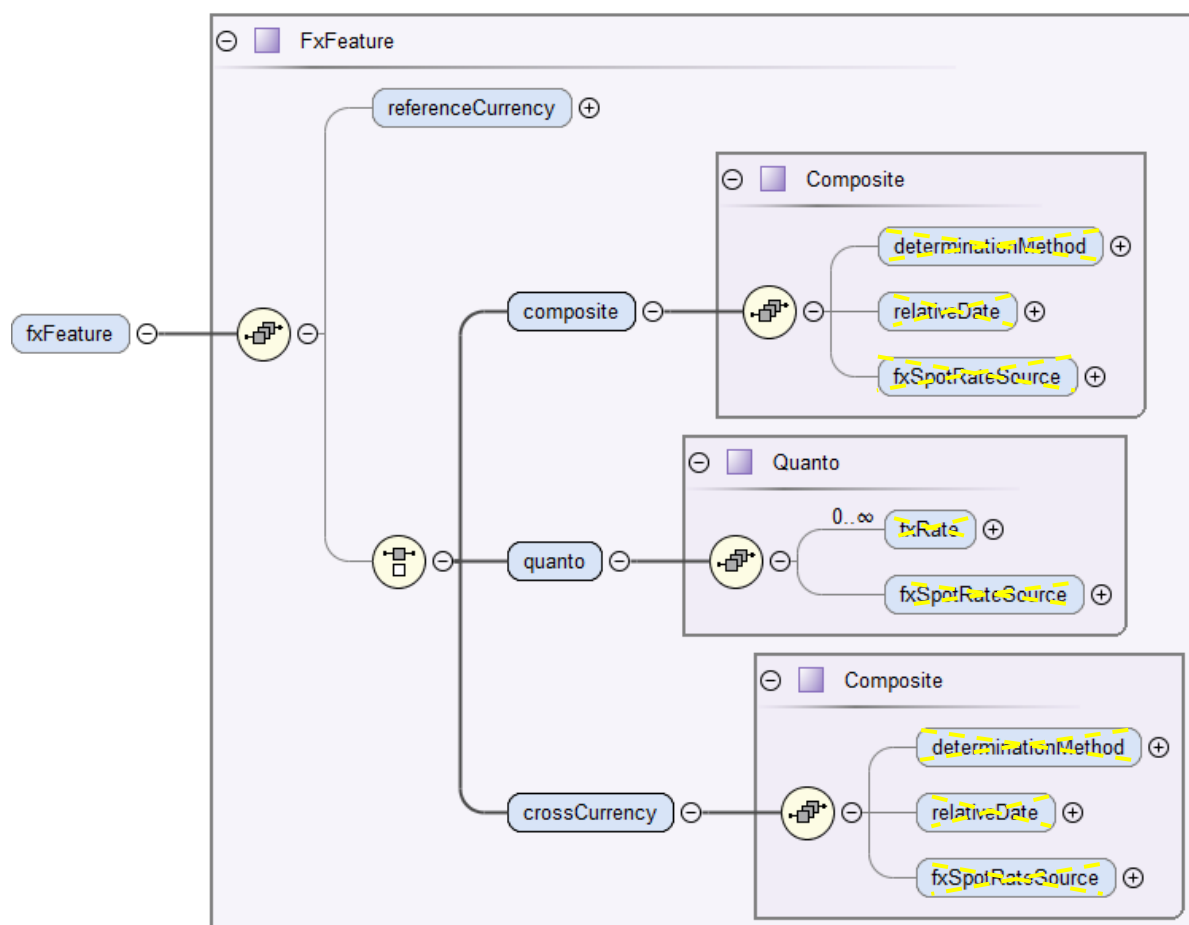 FxFeature
referenceCurrency
Composite
determinationMethod
composite
relativeDate
fxFeature
fxSpotRateSource
Quanto
0..∞
fxRate
quanto
fxSpotRateSource
Composite
determinationMethod
crossCurrency
relativeDate
fxSpotRateSource